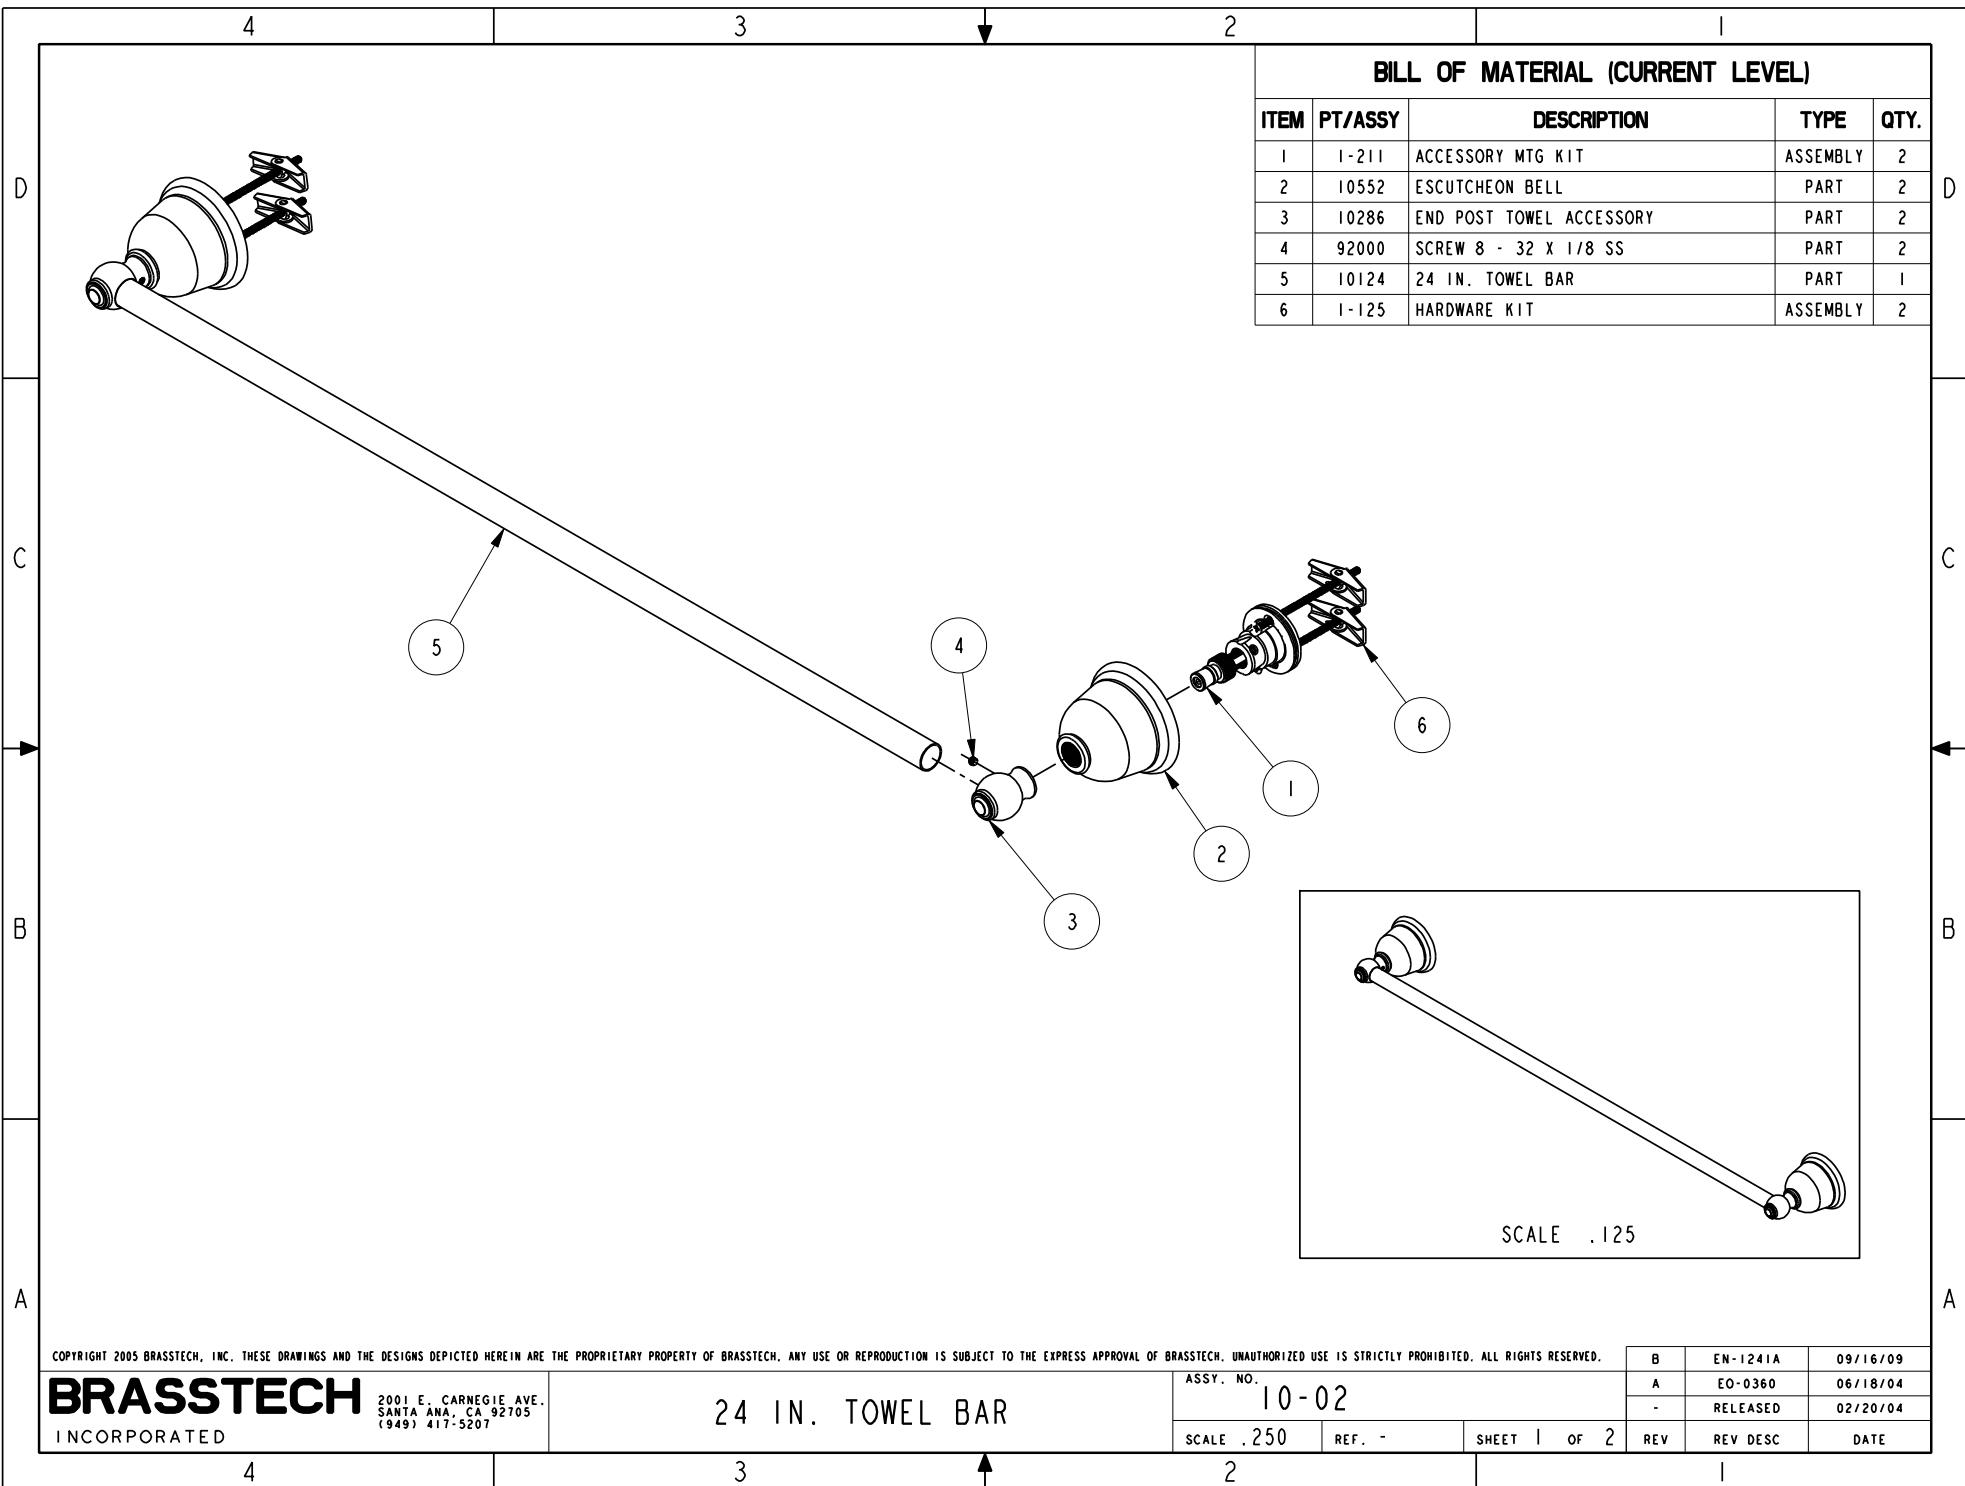 4 3 2 1
BILL OF MATERIAL (CURRENT LEVEL)
ITEM PT/ASSY DESCRIPTION TYPE QTY.
1 1-211 ACCESSORY MTG KIT ASSEMBLY 2
2 10552 ESCUTCHEON BELL PART 2
3 10286 END POST TOWEL ACCESSORY PART 2
4 92000 SCREW 8 - 32 X 1/8 SS PART 2
5 10124 24 IN. TOWEL BAR PART 1
6 1-125 HARDWARE KIT ASSEMBLY 2
D D
C C
5
4
6
1
2
3
B B
SCALE .125
A A
COPYRIGHT 2005 BRASSTECH, INC. THESE DRAWINGS AND THE DESIGNS DEPICTED HEREIN ARE THE PROPRIETARY PROPERTY OF BRASSTECH. ANY USE OR REPRODUCTION IS SUBJECT TO THE EXPRESS APPROVAL OF BRASSTECH. UNAUTHORIZED USE IS STRICTLY PROHIBITED. ALL RIGHTS RESERVED.
BRASSTECH
INCORPORATED
2001 E. CARNEGIE AVE.
SANTA ANA, CA 92705
(949) 417-5207
24 IN. TOWEL BAR
ASSY. NO.
10-02
SCALE .250 REF. - SHEET 1 OF 2
B EN-1241A 09/16/09
A EO-0360 06/18/04
- RELEASED 02/20/04
REV REV DESC DATE
4 3 2 1